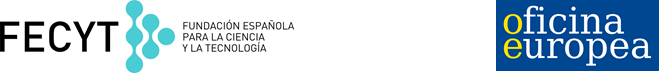 FECYT
FUNDACIÓN ESPAÑOLA
PARA LA CIENCIA
Y LA TECNOLOGÍA
oficina
europea